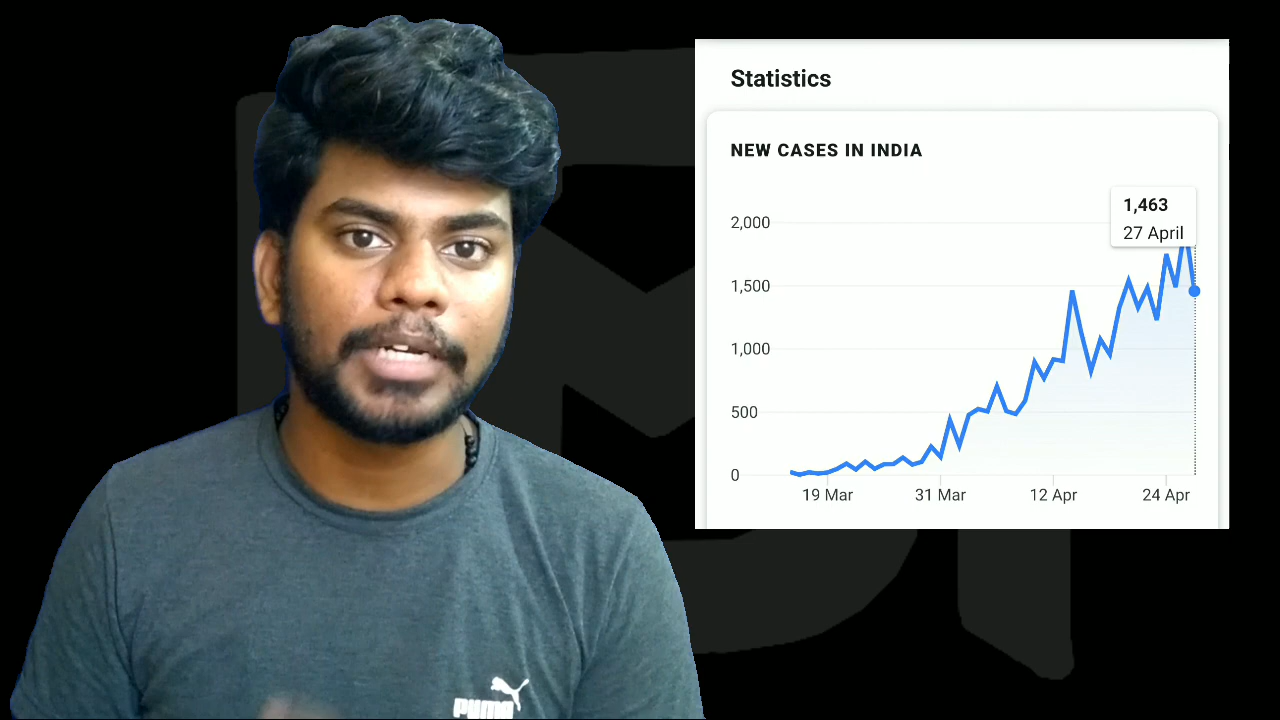 Statistics
NEW CASES IN INDIA
1,463
27 April
2,000
1,500
1,000
500
0
19 Mar
31 Mar
12 Apr
24 Apr
PUMA